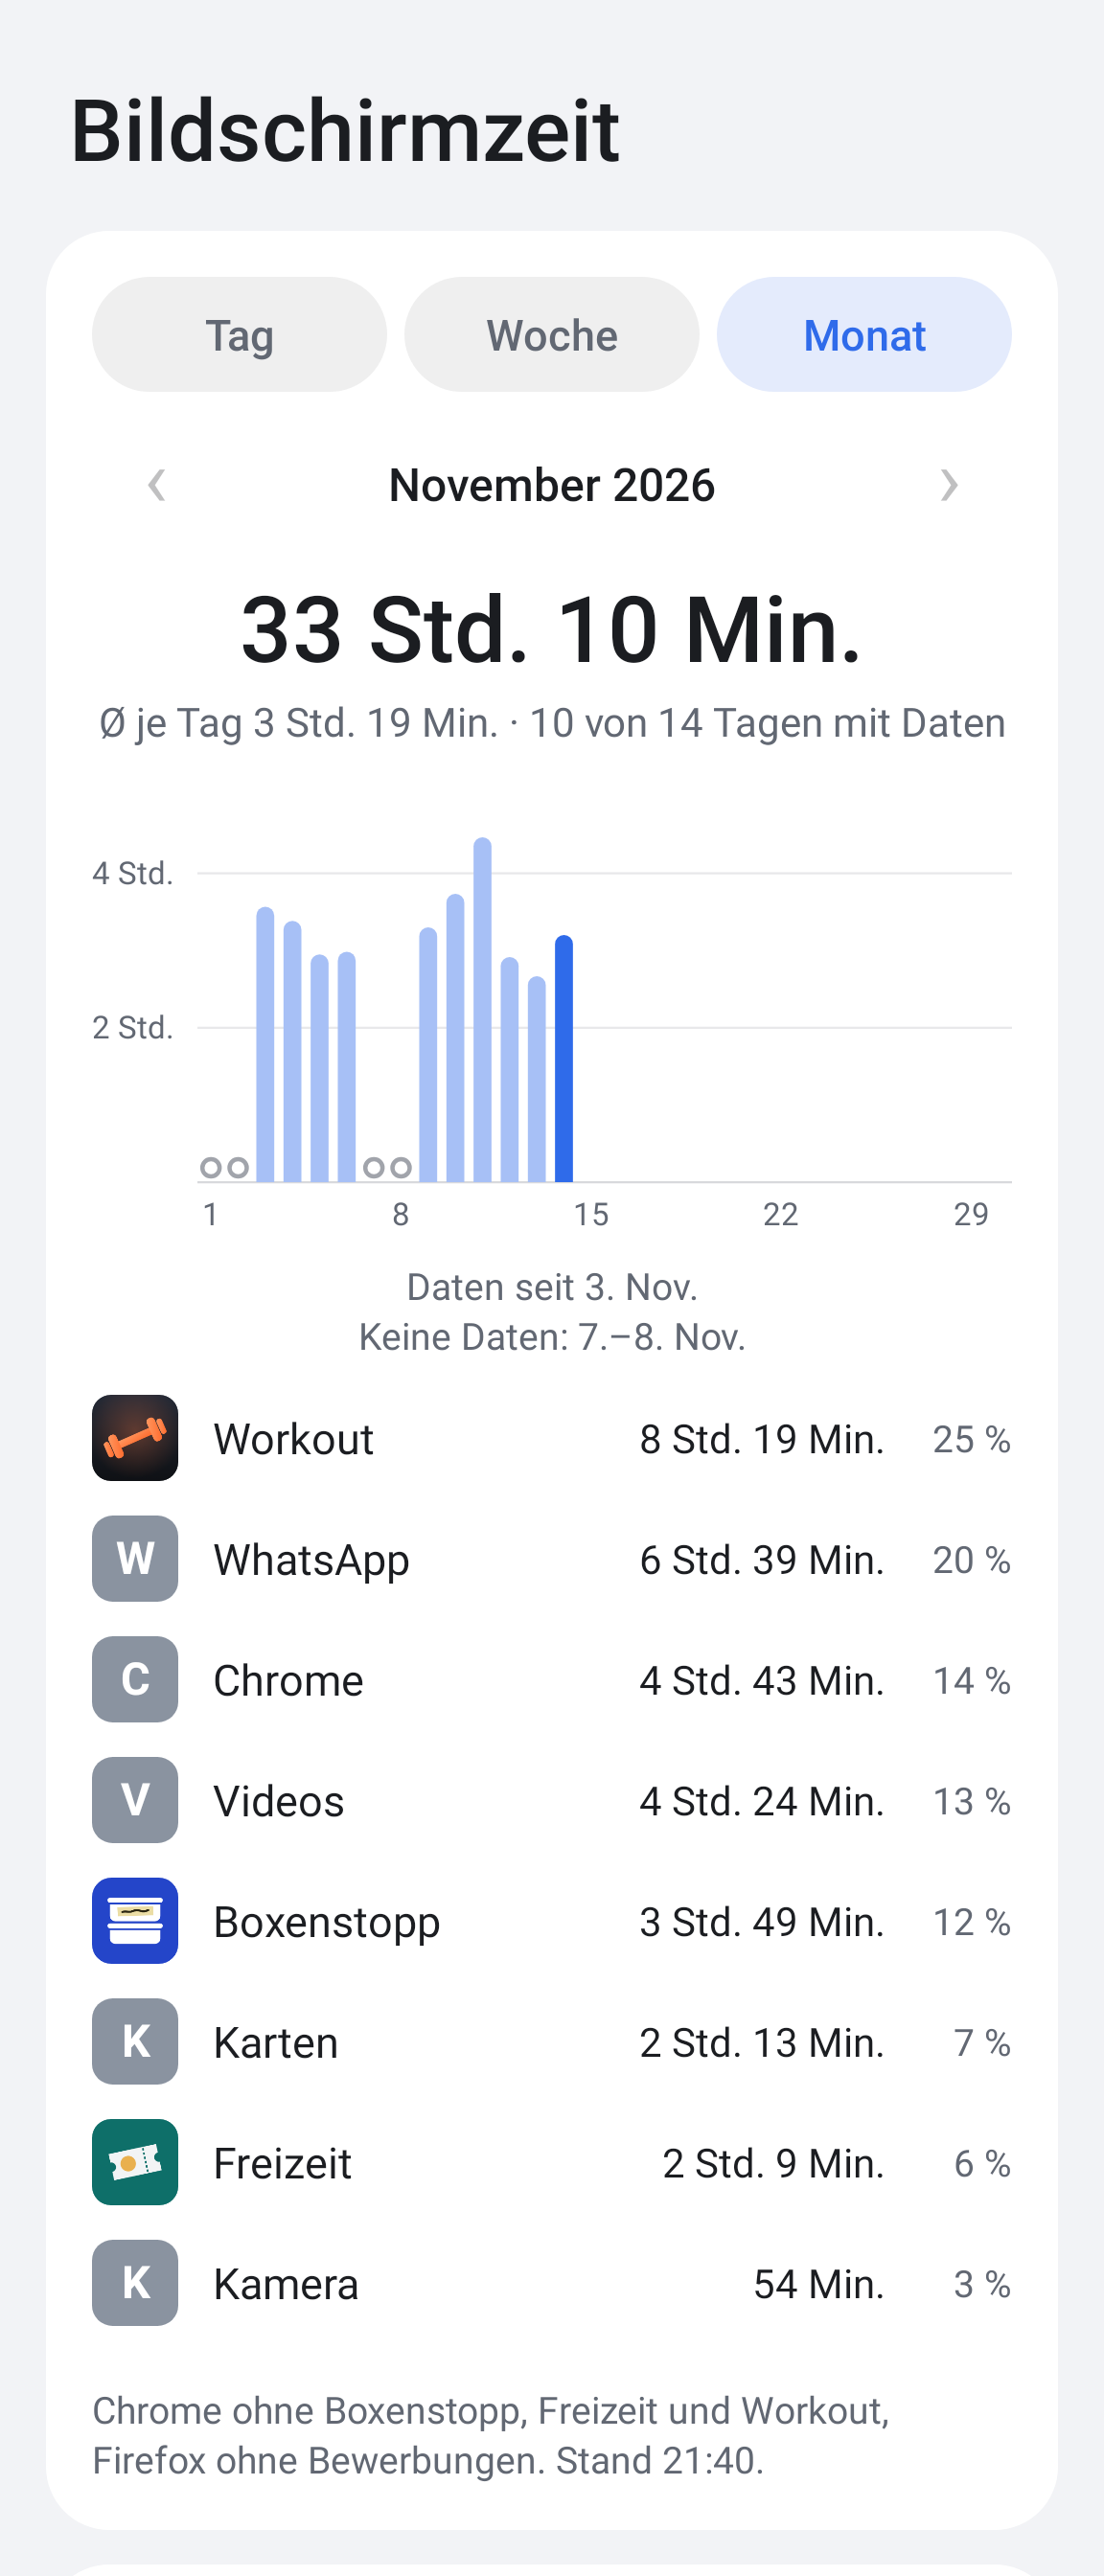 Bildschirmzeit
Tag
Woche
Monat
‹ November 2026 ›
33 Std. 10 Min.
Ø je Tag 3 Std. 19 Min. · 10 von 14 Tagen mit Daten
4 Std.
2 Std.
1 8 15 22 29
Daten seit 3. Nov.
Keine Daten: 7.–8. Nov.
Workout 8 Std. 19 Min. 25 %
W WhatsApp 6 Std. 39 Min. 20 %
C Chrome 4 Std. 43 Min. 14 %
V Videos 4 Std. 24 Min. 13 %
Boxenstopp 3 Std. 49 Min. 12 %
K Karten 2 Std. 13 Min. 7 %
Freizeit 2 Std. 9 Min. 6 %
K Kamera 54 Min. 3 %
Chrome ohne Boxenstopp, Freizeit und Workout,
Firefox ohne Bewerbungen. Stand 21:40.